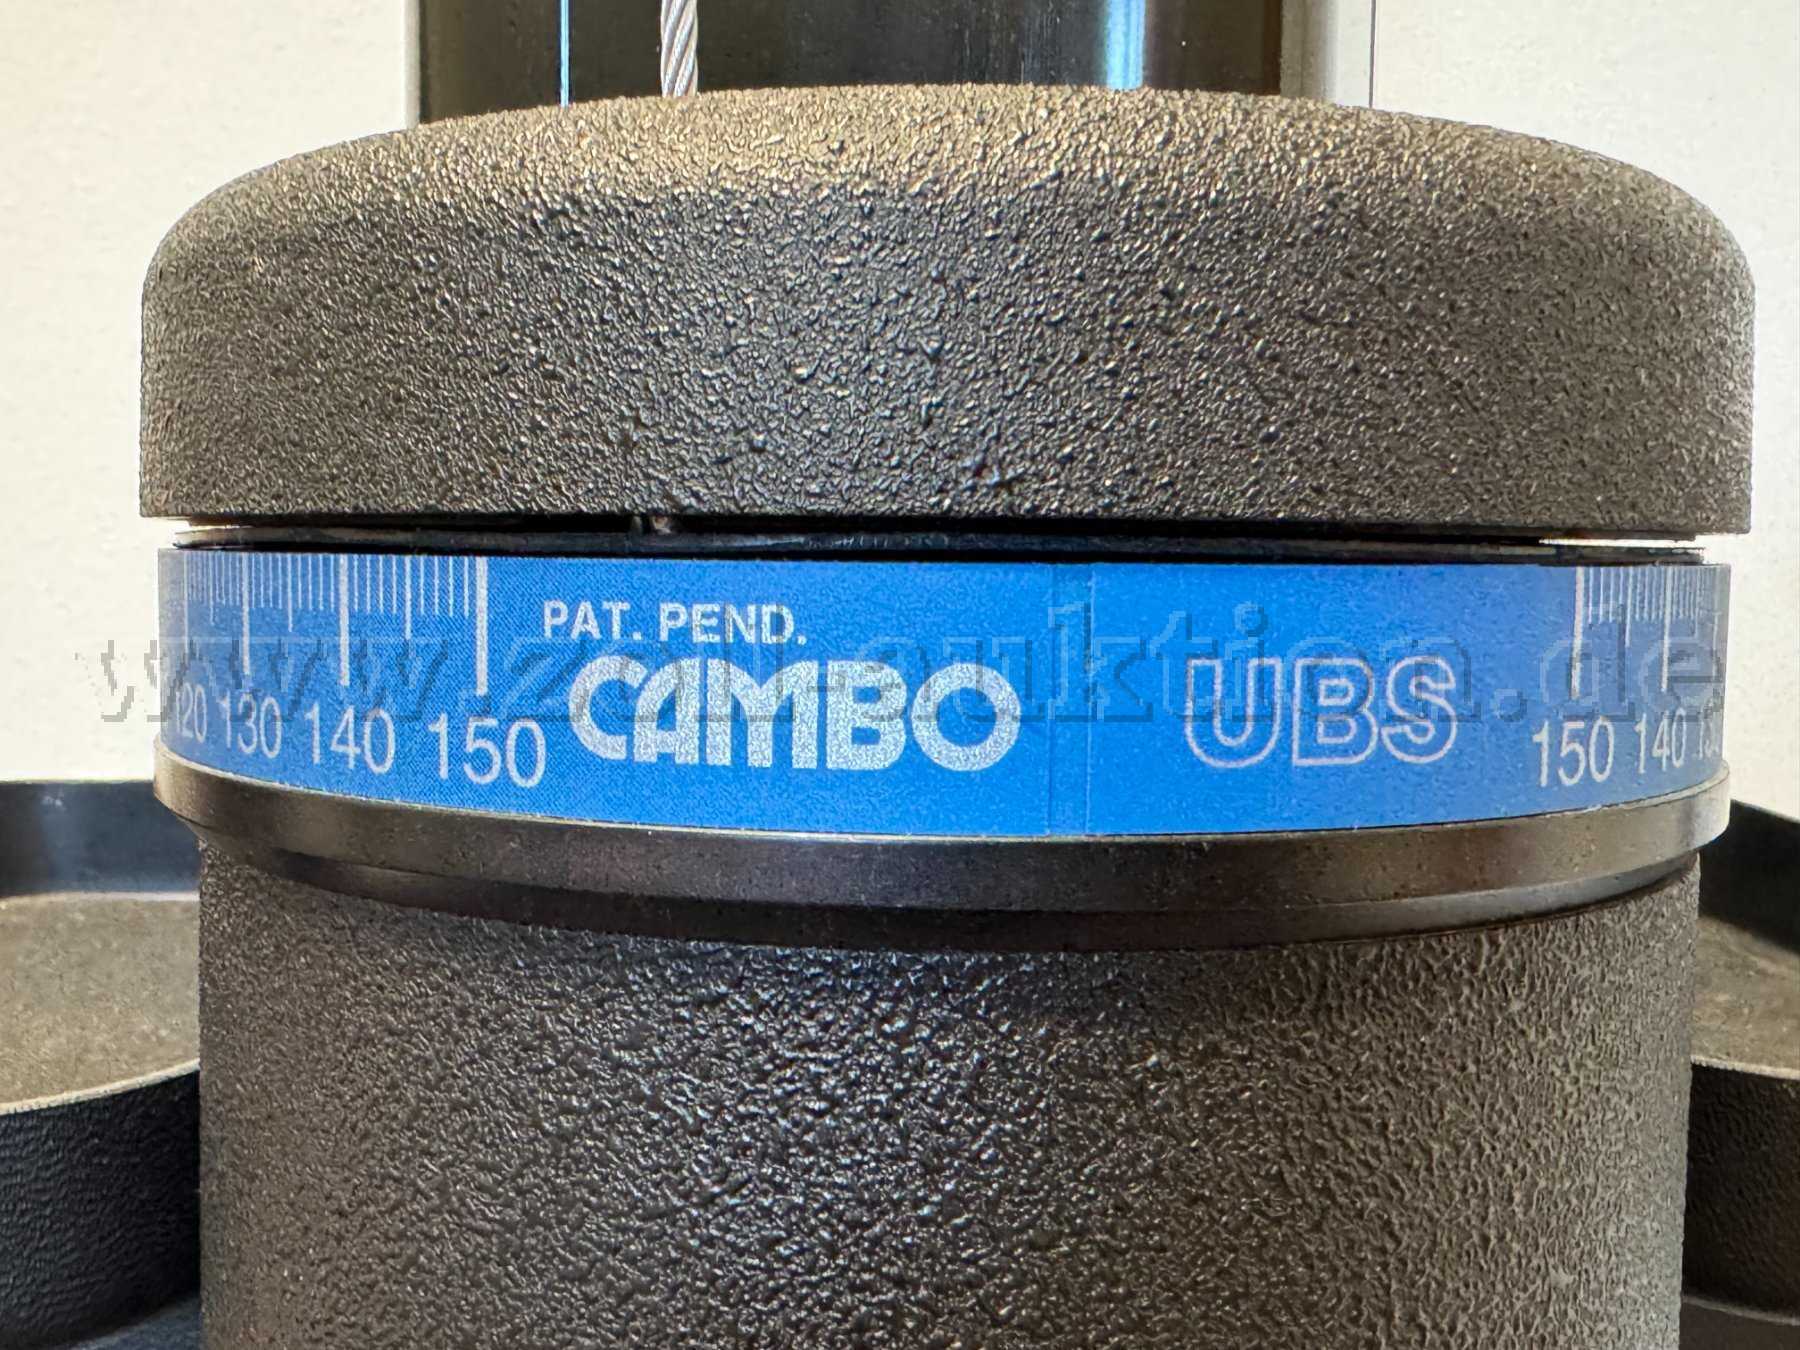 PAT. PEND.
www.zoll-auktion.de
CAMBO UBS
120 130 140 150 150 140